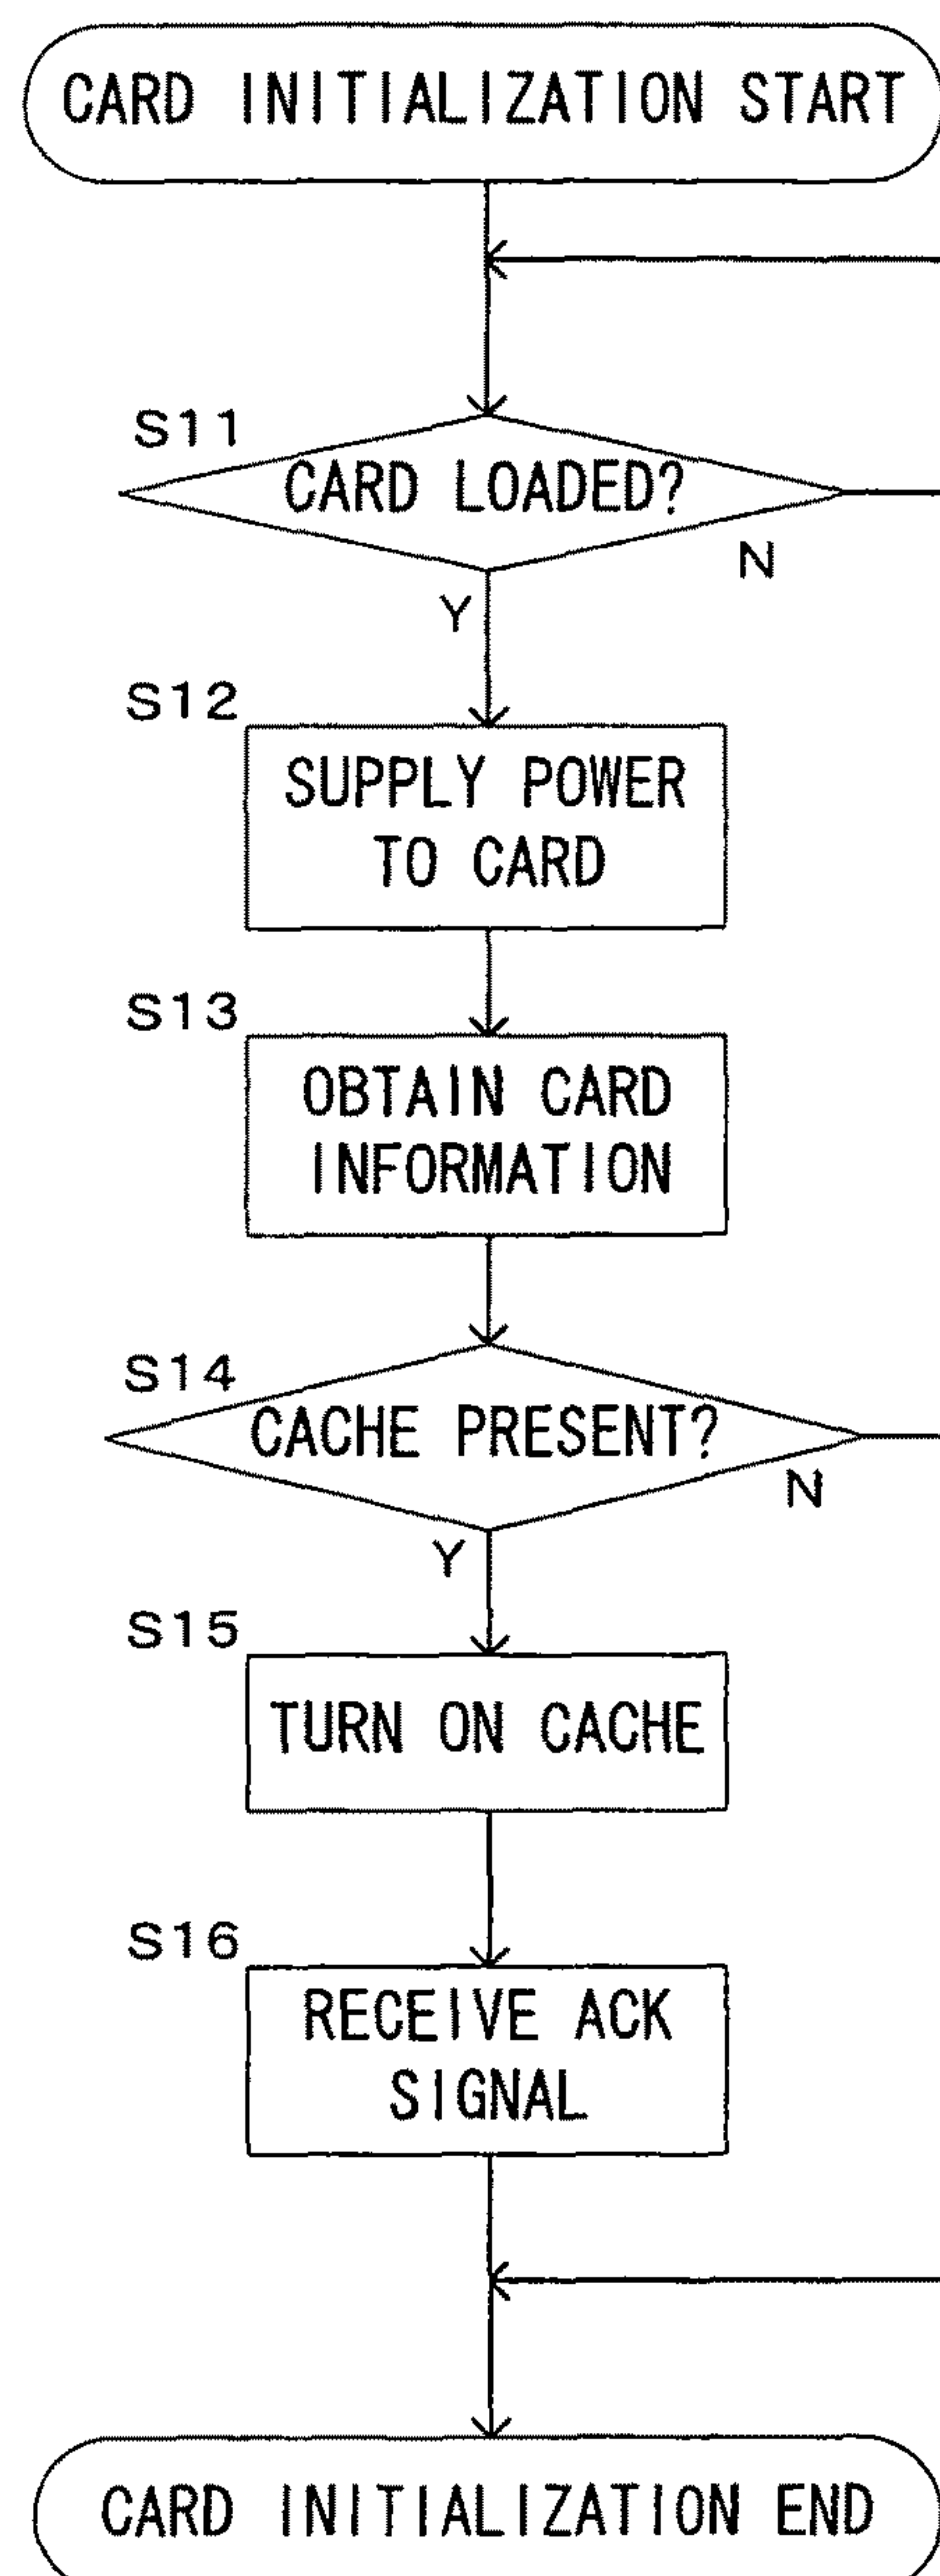 CARD INITIALIZATION START
S11
CARD LOADED?
N
Y
S12
SUPPLY POWER
TO CARD
S13
OBTAIN CARD
INFORMATION
S14
CACHE PRESENT?
N
Y
S15
TURN ON CACHE
S16
RECEIVE ACK
SIGNAL
CARD INITIALIZATION END